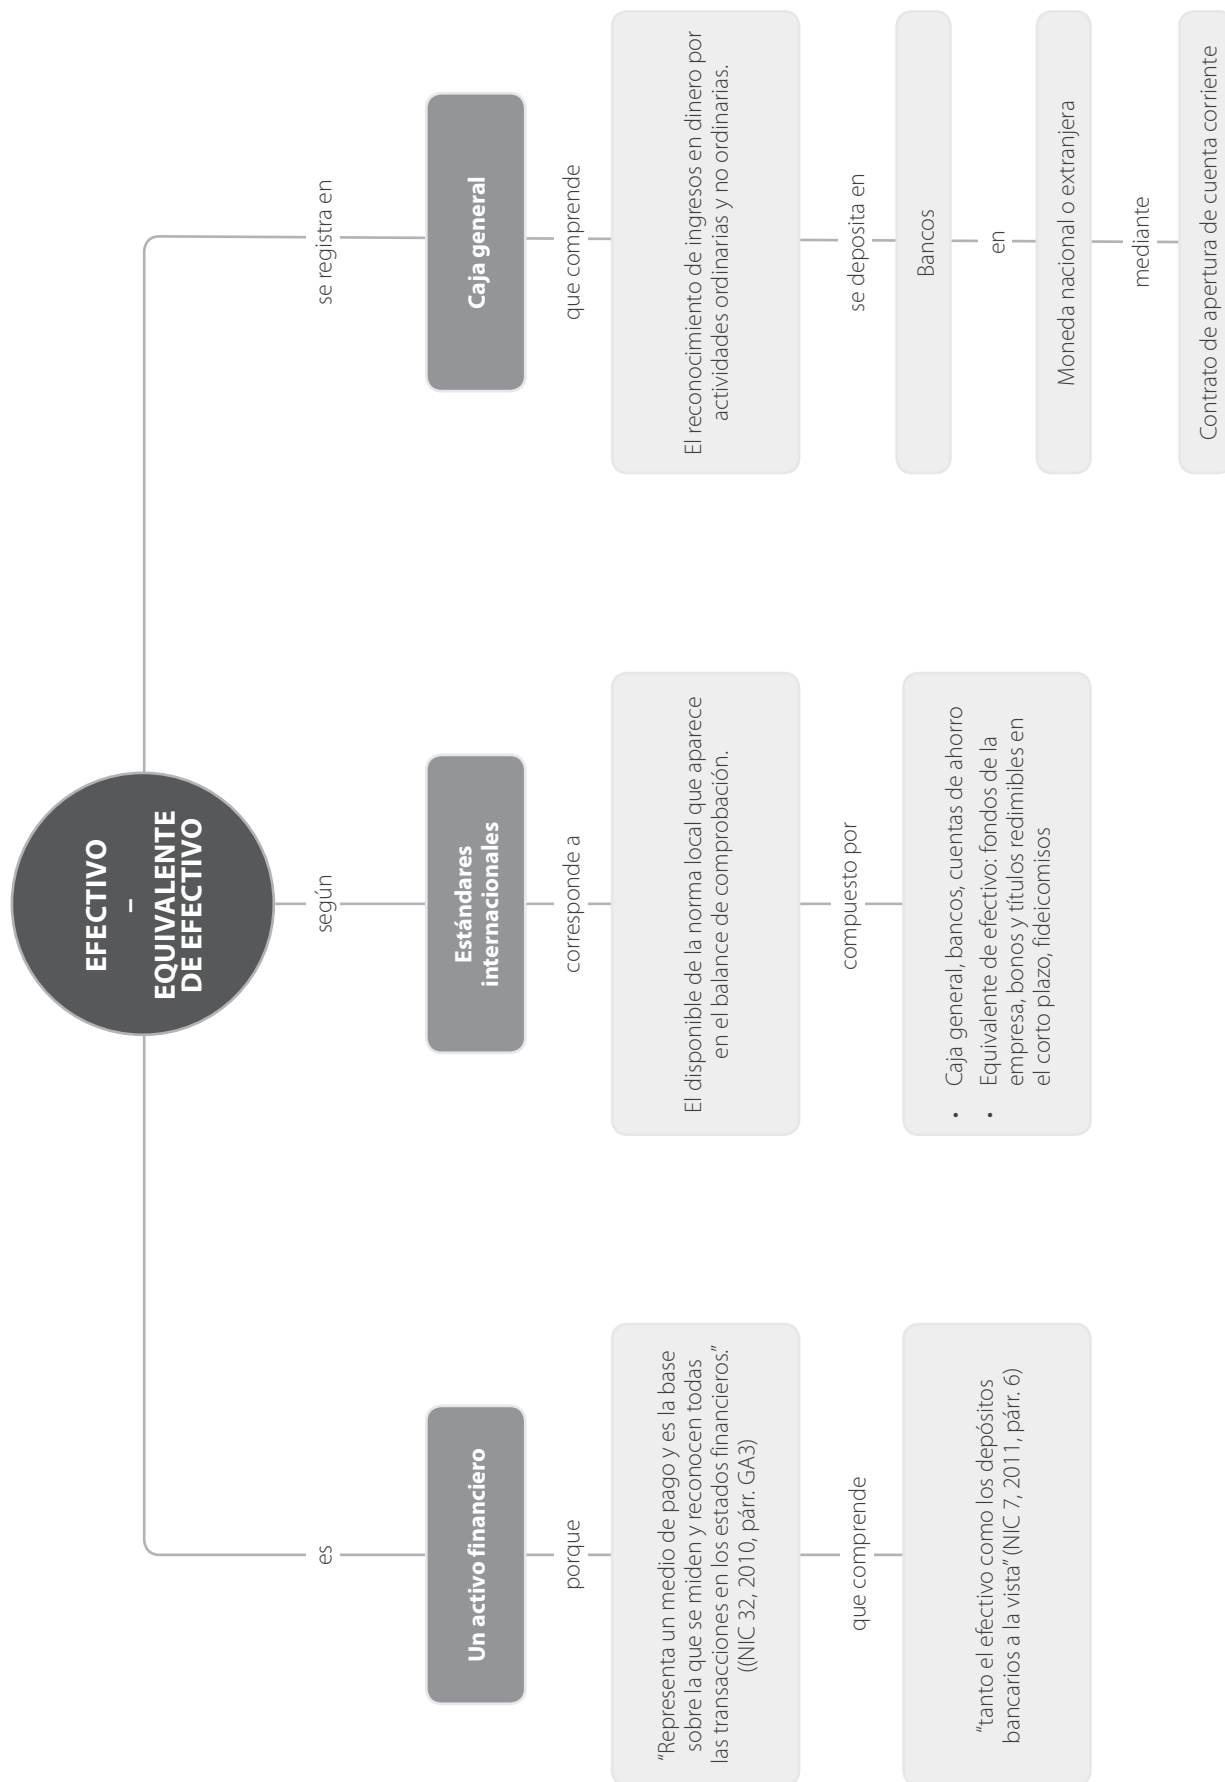 EFECTIVO
–
EQUIVALENTE
DE EFECTIVO
es
Un activo financiero
porque
“Representa un medio de pago y es la base
sobre la que se miden y reconocen todas
las transacciones en los estados financieros.”
((NIC 32, 2010, párr. GA3)
que comprende
“tanto el efectivo como los depósitos
bancarios a la vista” (NIC 7, 2011, párr. 6)
según
Estándares
internacionales
corresponde a
El disponible de la norma local que aparece
en el balance de comprobación.
compuesto por
• Caja general, bancos, cuentas de ahorro
• Equivalente de efectivo: fondos de la
empresa, bonos y títulos redimibles en
el corto plazo, fideicomisos
se registra en
Caja general
que comprende
El reconocimiento de ingresos en dinero por
actividades ordinarias y no ordinarias.
se deposita en
Bancos
en
Moneda nacional o extranjera
mediante
Contrato de apertura de cuenta corriente